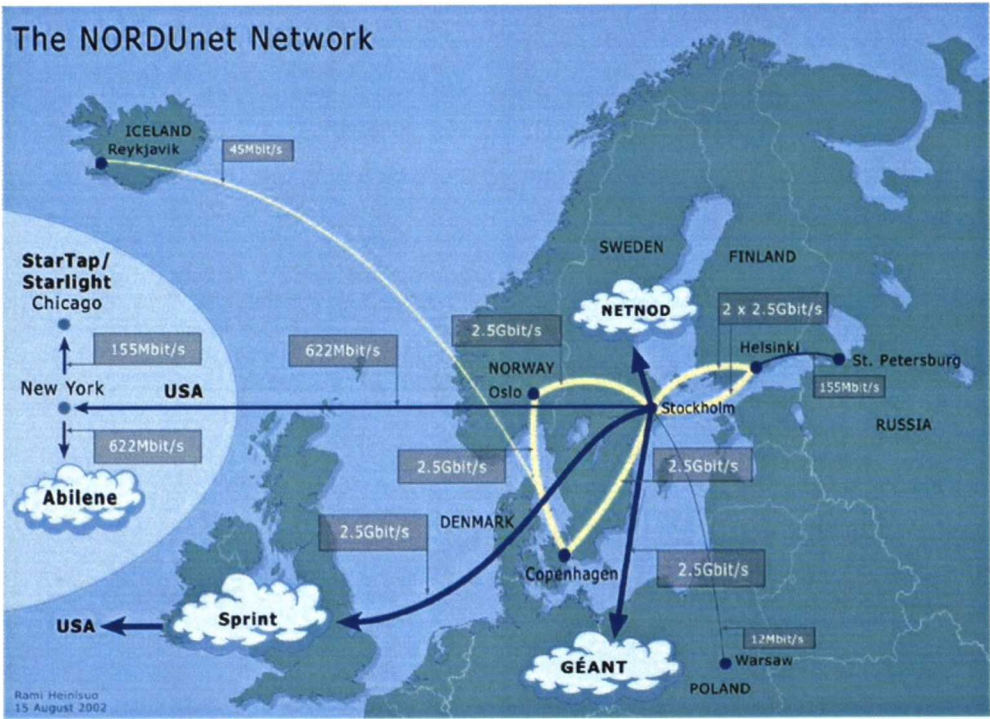 The NORDUnet Network
ICELAND
Reykjavik
45Mbit/s
StarTap/
Starlight
Chicago
155Mbit/s
New York
USA
622Mbit/s
Abilene
622Mbit/s
SWEDEN
FINLAND
NETNOD
2 x 2.5Gbit/s
2.5Gbit/s
NORWAY
Oslo
Helsinki
St. Petersburg
155Mbit/s
Stockholm
RUSSIA
2.5Gbit/s
2.5Gbit/s
DENMARK
2.5Gbit/s
Copenhagen
2.5Gbit/s
Sprint
USA
GÉANT
12Mbit/s
Warsaw
POLAND
Rami Heinisuo
15 August 2002